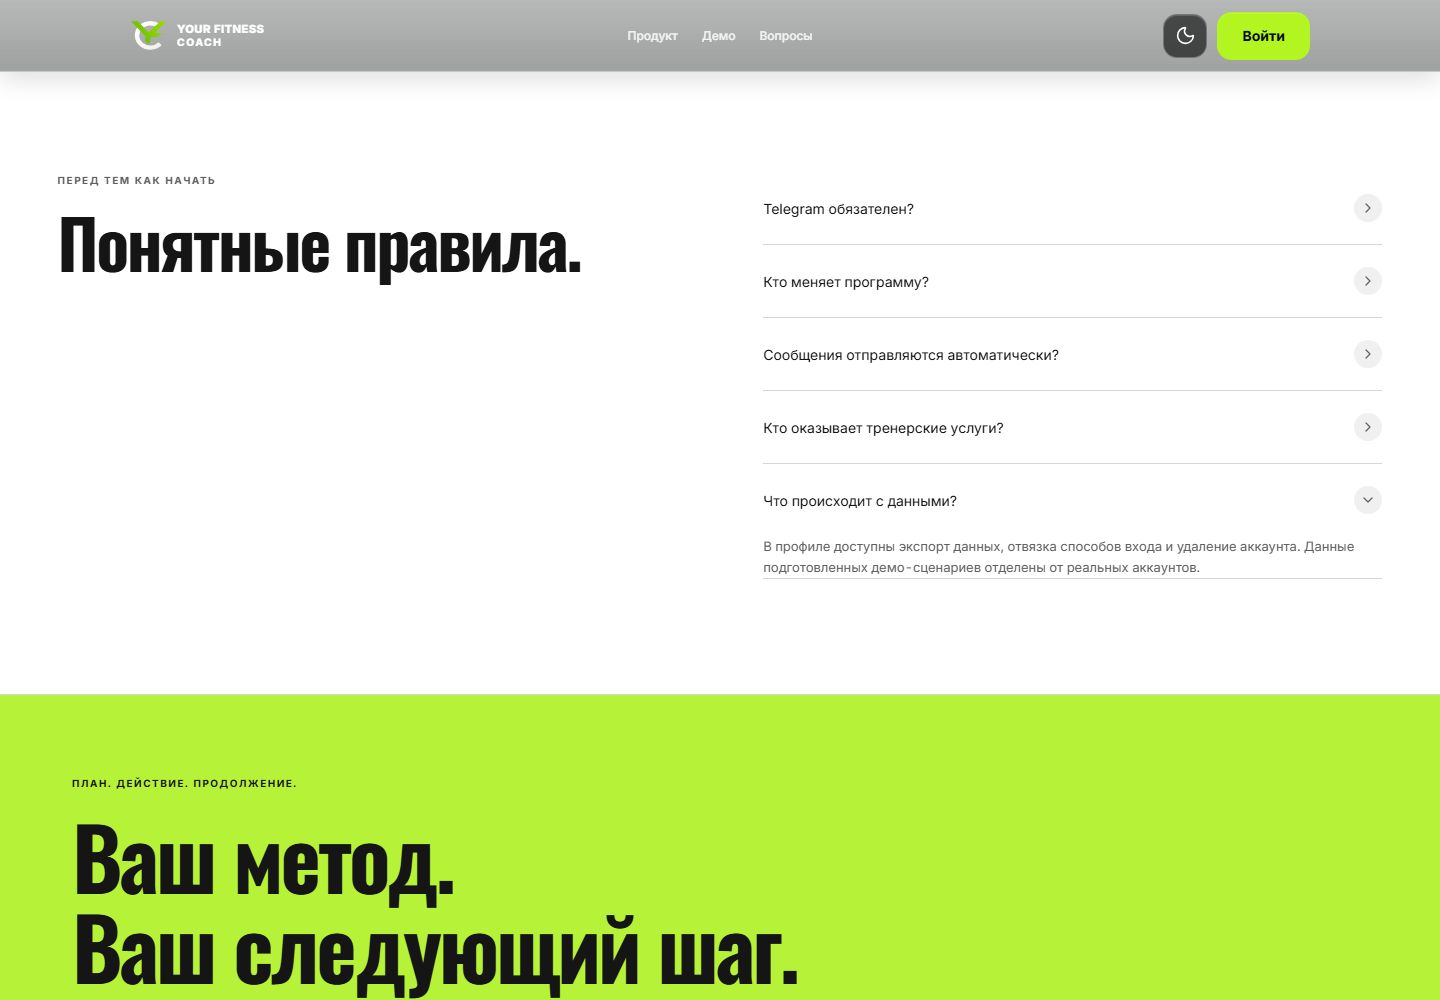 YOUR FITNESS
COACH
Продукт
Демо
Вопросы
Войти
ПЕРЕД ТЕМ КАК НАЧАТЬ
Понятные правила.
Telegram обязателен?
Кто меняет программу?
Сообщения отправляются автоматически?
Кто оказывает тренерские услуги?
Что происходит с данными?
В профиле доступны экспорт данных, отвязка способов входа и удаление аккаунта. Данные
подготовленных демо-сценариев отделены от реальных аккаунтов.
ПЛАН. ДЕЙСТВИЕ. ПРОДОЛЖЕНИЕ.
Ваш метод.
Ваш следующий шаг.